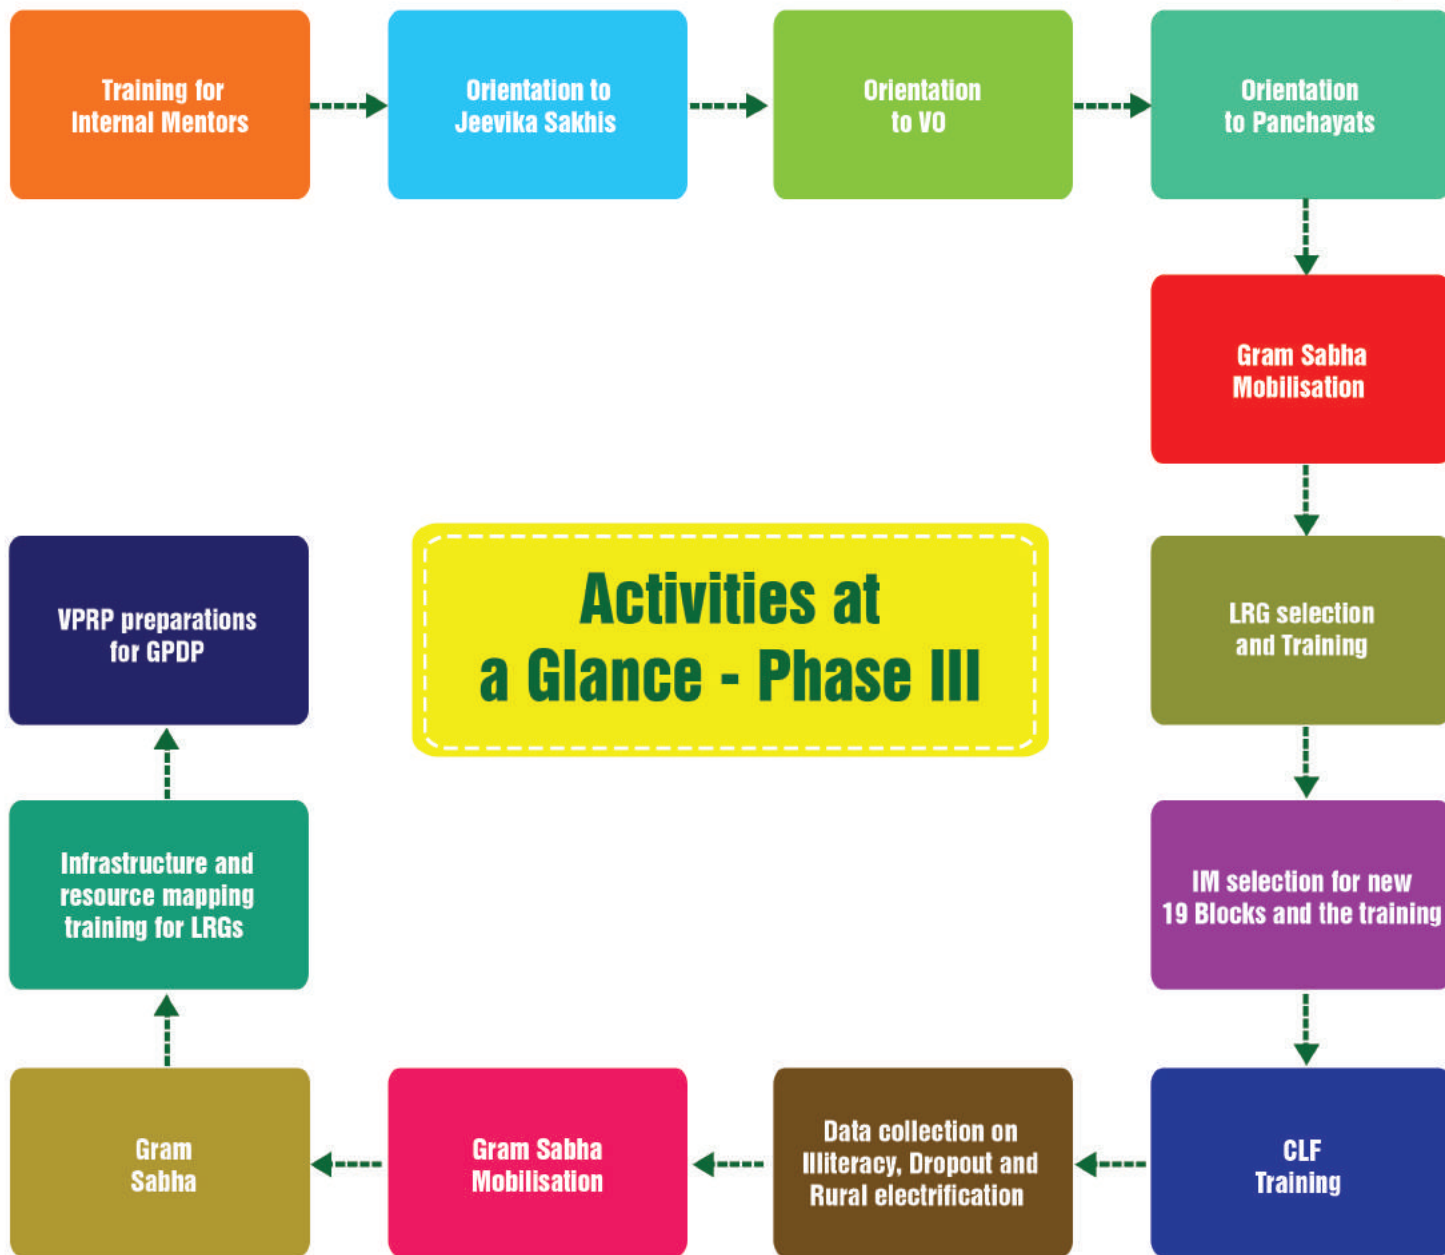 Training for
Internal Mentors
Orientation to
Jeevika Sakhis
Orientation
to VO
Orientation
to Panchayats
Gram Sabha
Mobilisation
LRG selection
and Training
IM selection for new
19 Blocks and the training
CLF
Training
Data collection on
Illiteracy, Dropout and
Rural electrification
Gram Sabha
Mobilisation
Gram
Sabha
Infrastructure and
resource mapping
training for LRGs
VPRP preparations
for GPDP
Activities at
a Glance - Phase III